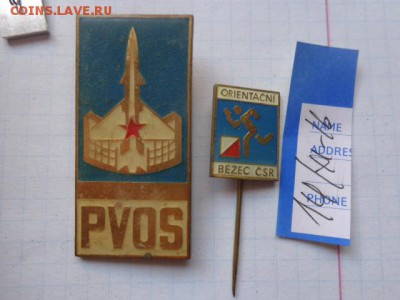 COINS.LAVE.RU
PVOS
ORIENTAČNÍ
BĚŽEC ČSR
NAME
ADDRES
PHONE